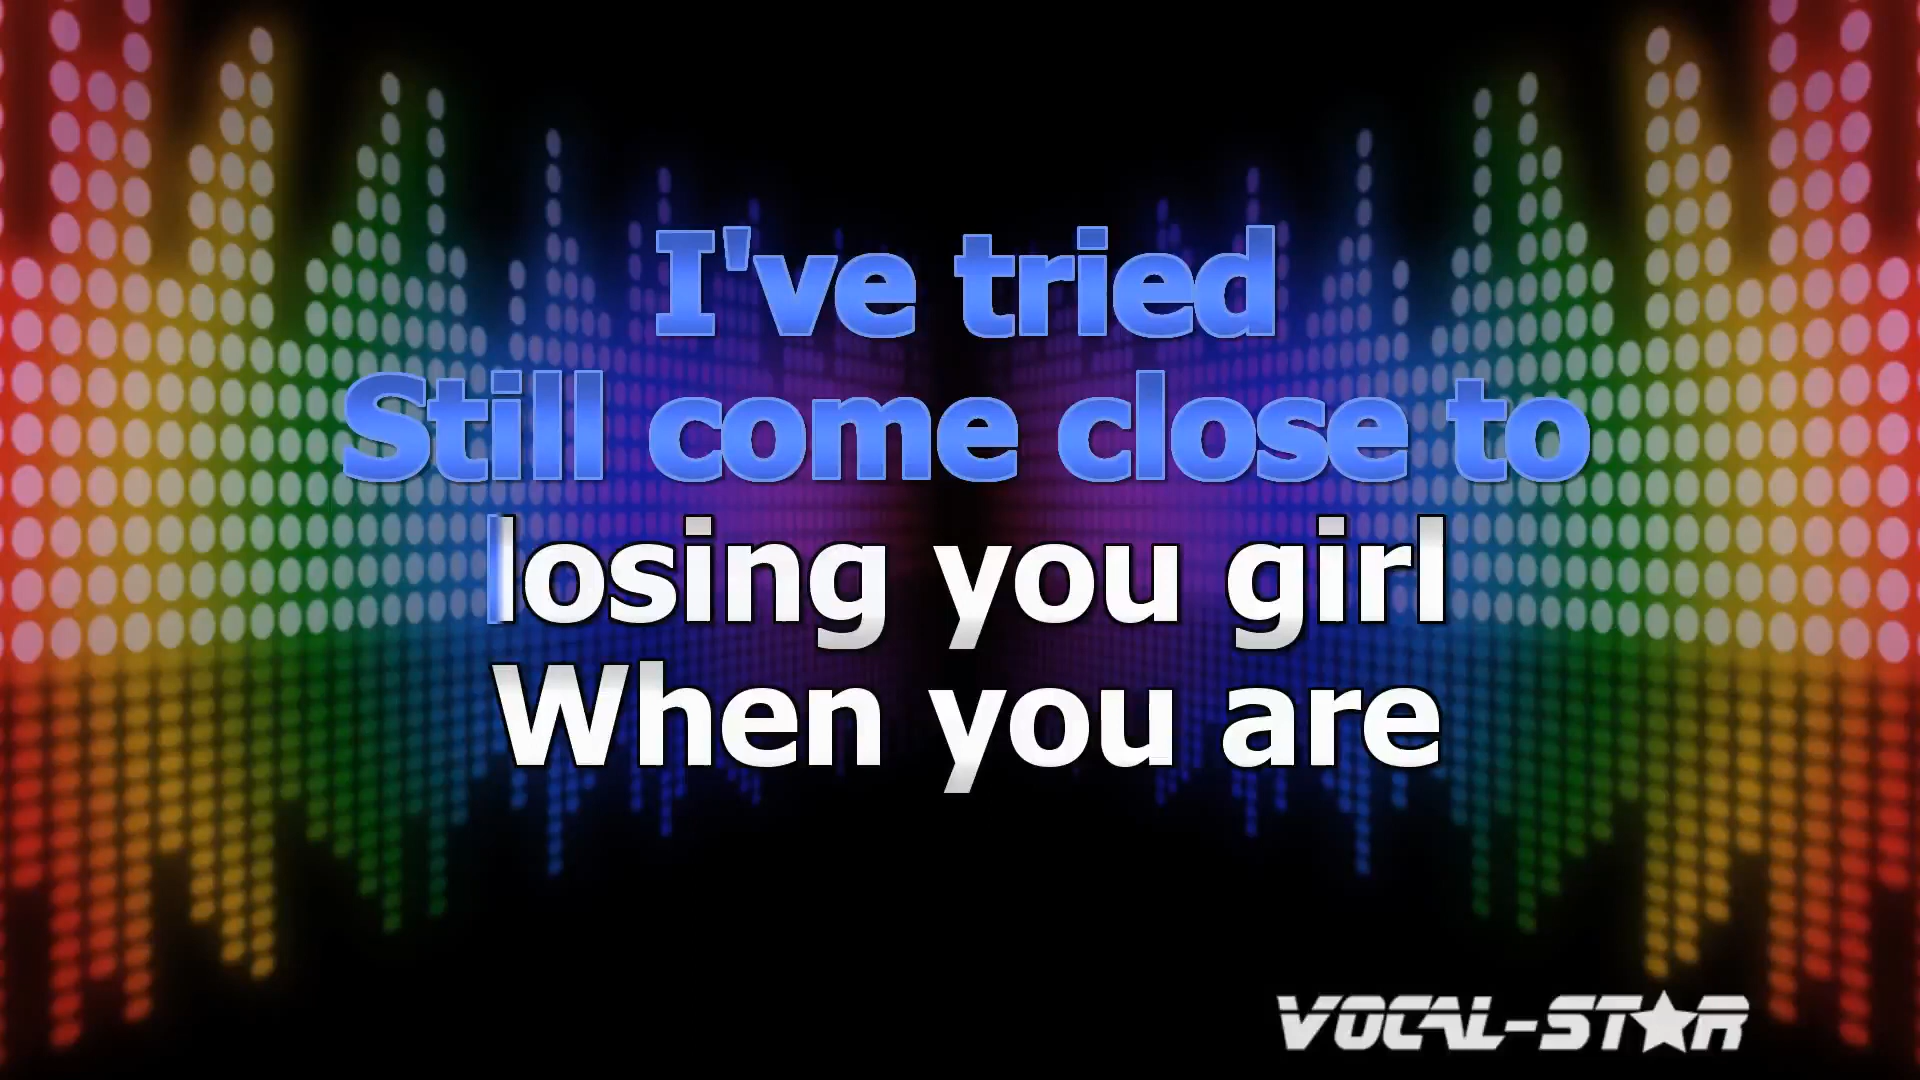 I've tried
Still come close to
losing you girl
When you are
VOCAL-STAR